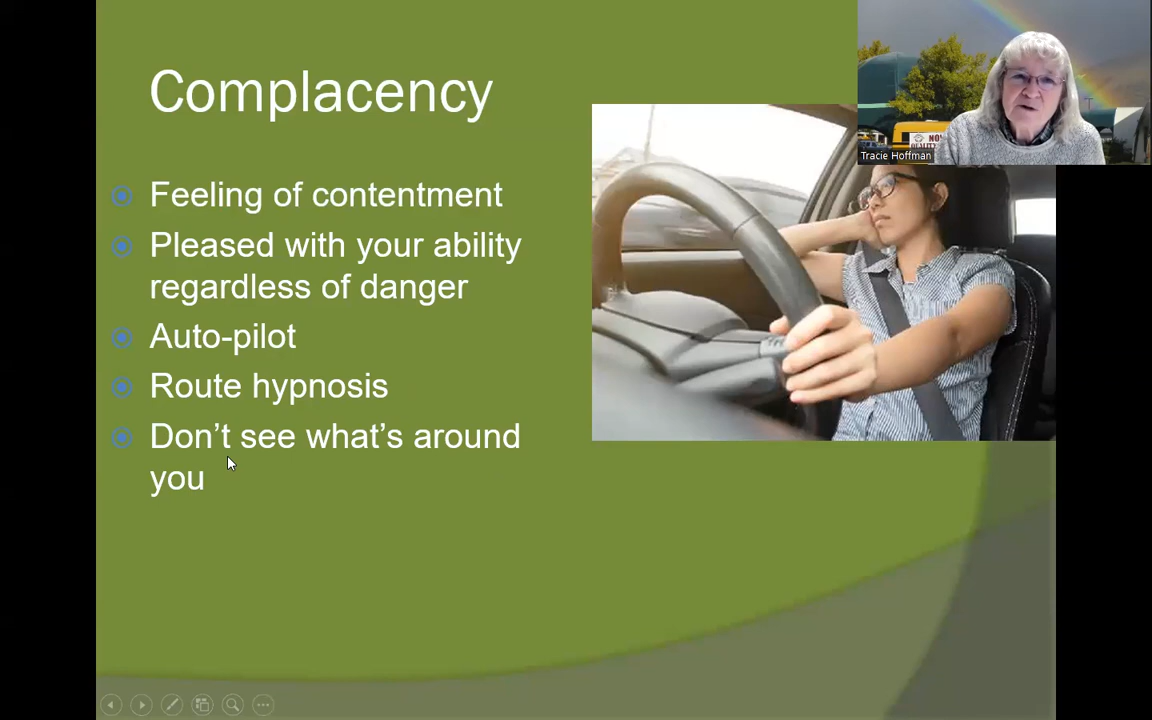 Complacency
Feeling of contentment
Pleased with your ability
regardless of danger
Auto-pilot
Route hypnosis
Don’t see what’s around
you
Tracie Hoffman